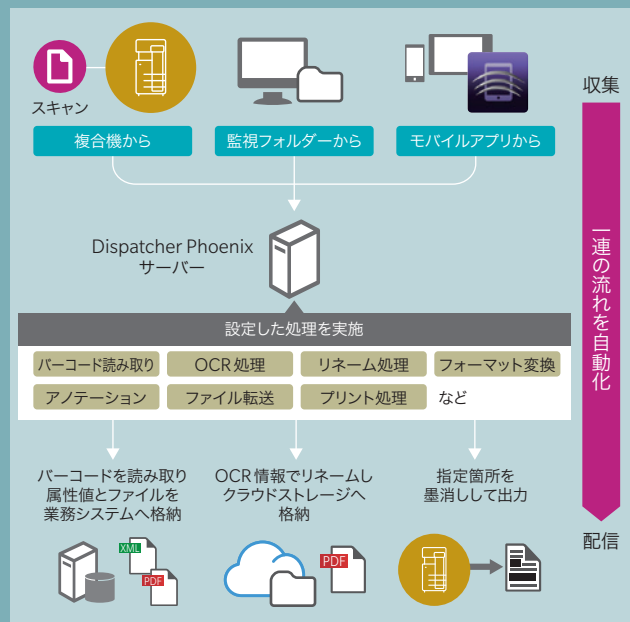 スキャン
収集
複合機から
監視フォルダーから
モバイルアプリから
Dispatcher Phoenix
サーバー
一連の流れを自動化
設定した処理を実施
バーコード読み取り
OCR処理
リネーム処理
フォーマット変換
アノテーション
ファイル転送
プリント処理
など
バーコードを読み取り
属性値とファイルを
業務システムへ格納
OCR情報でリネームし
クラウドストレージへ
格納
指定箇所を
墨消しして出力
配信
XML
PDF
PDF